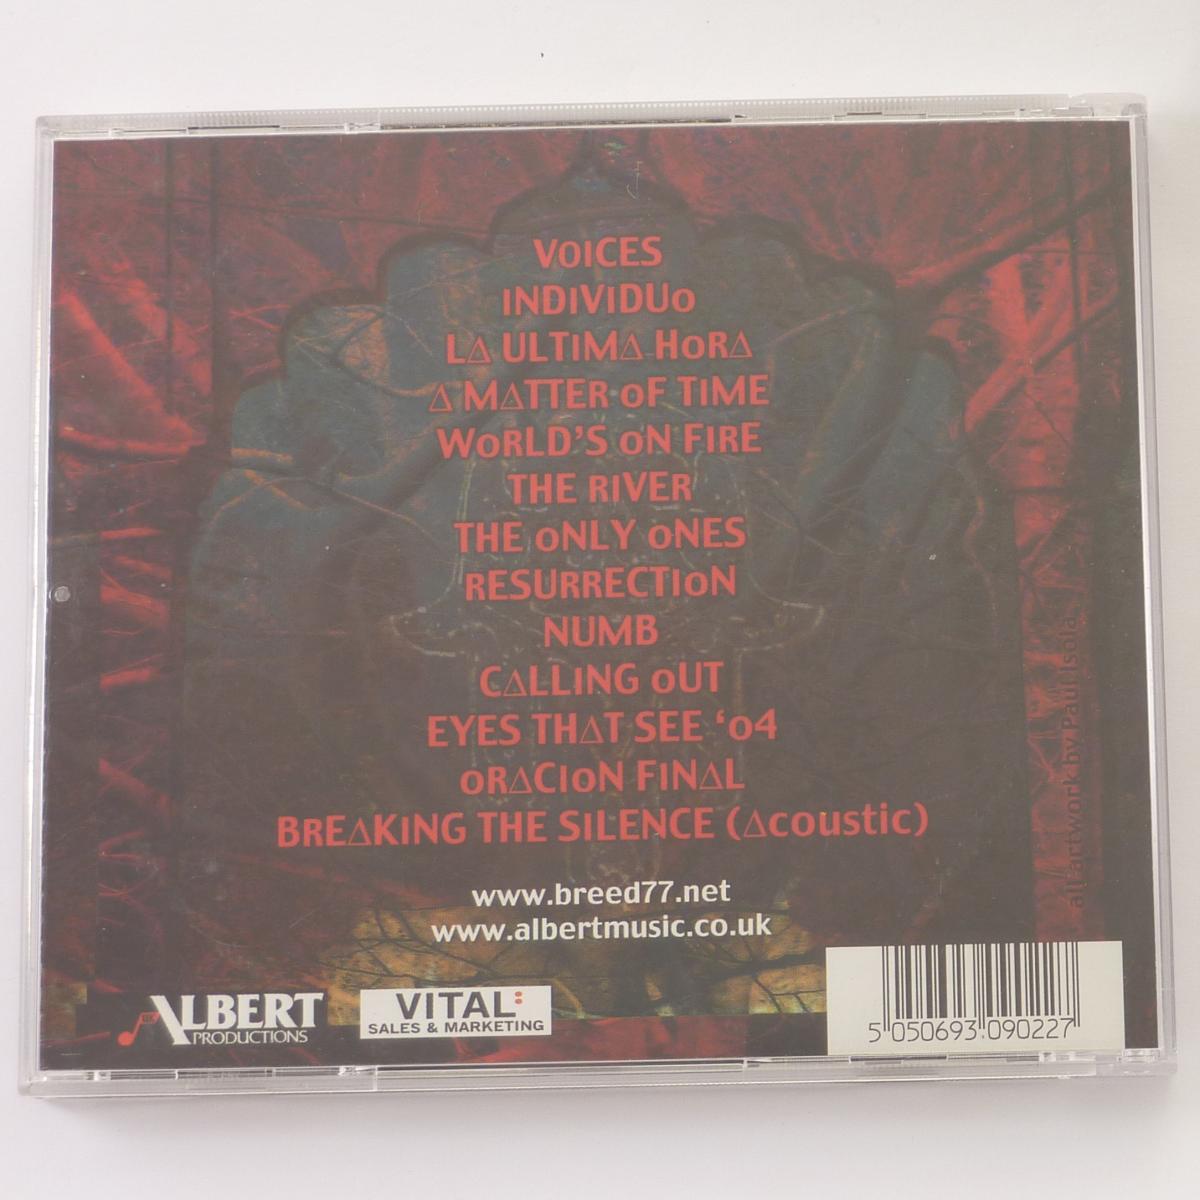 VOICES
INDIVIDUO
LA ULTIMA HORA
A MATTER OF TIME
WORLD'S ON FIRE
THE RIVER
THE ONLY ONES
RESURRECTION
NUMB
CALLING OUT
EYES THAT SEE ‘04
ORACION FINAL
BREAKING THE SILENCE (Acoustic)
www.breed77.net
www.albertmusic.co.uk
all artwork by Paul Isola
UK
ALBERT
PRODUCTIONS
VITAL:
SALES & MARKETING
5 050693 090227